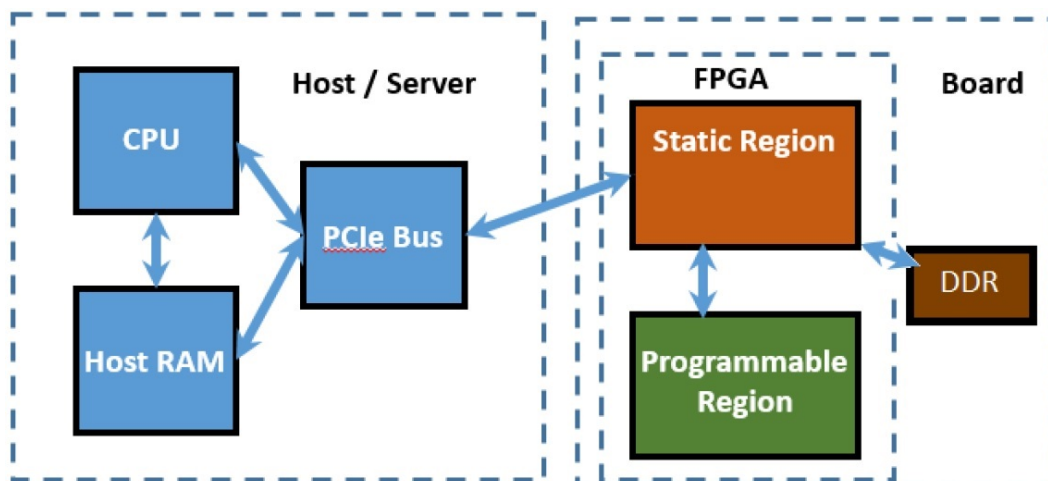 Host / Server
CPU
PCIe Bus
Host RAM
FPGA
Board
Static Region
DDR
Programmable
Region